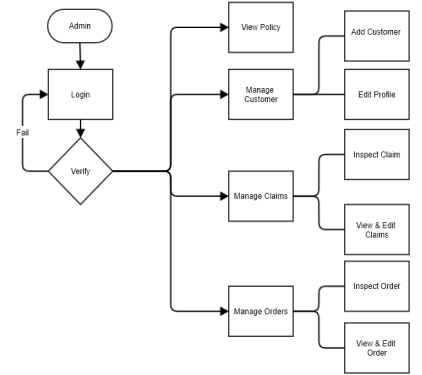 Admin
View Policy
Add Customer
Login
Manage
Customer
Edit Profile
Fail
Verify
Inspect Claim
Manage Claims
View & Edit
Claims
Inspect Order
Manage Orders
View & Edit
Order